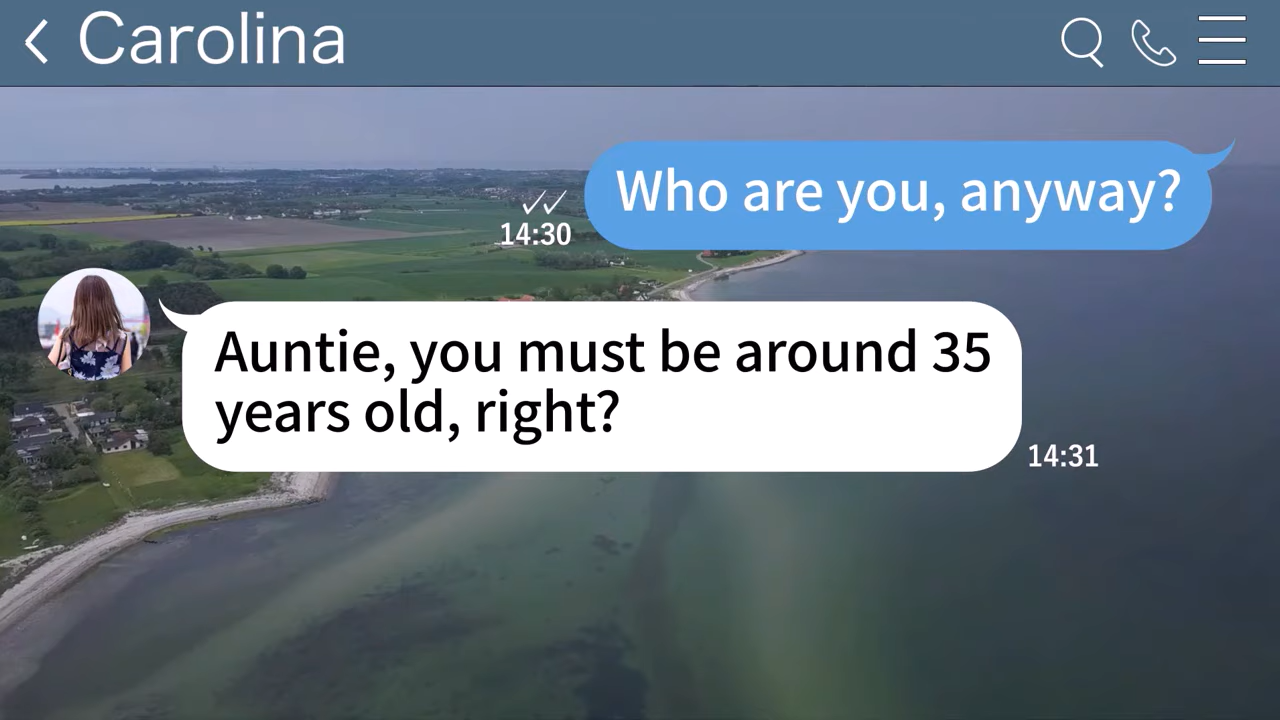 Carolina
Who are you, anyway?
14:30
Auntie, you must be around 35
years old, right?
14:31